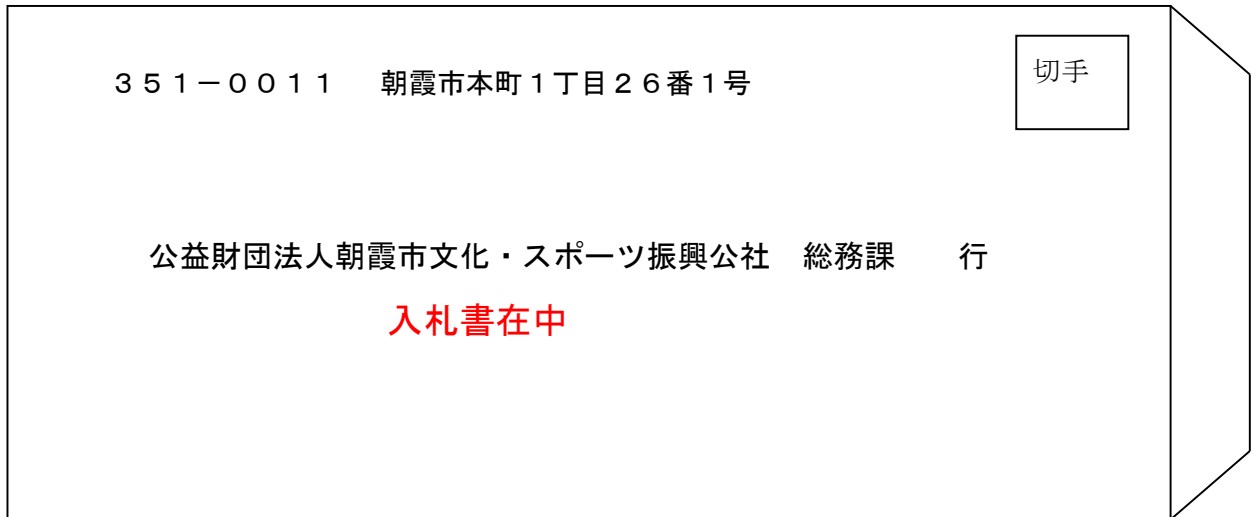 ３５１－００１１　朝霞市本町１丁目２６番１号
切手
公益財団法人朝霞市文化・スポーツ振興公社　総務課　　行
入札書在中